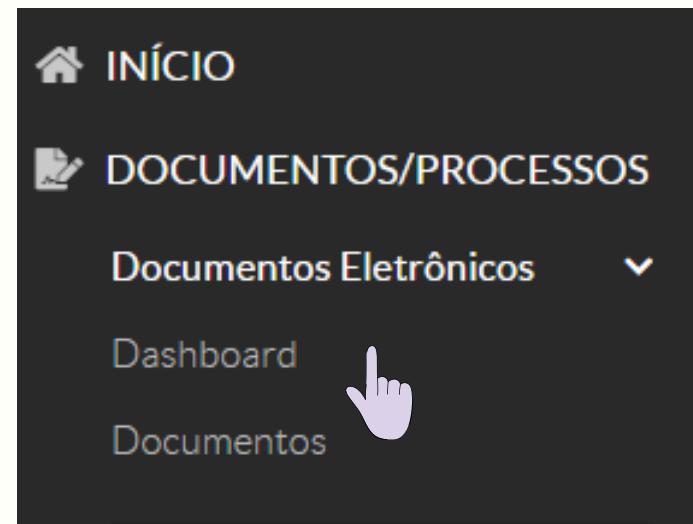 INÍCIO
DOCUMENTOS/PROCESSOS
Documentos Eletrônicos
Dashboard
Documentos